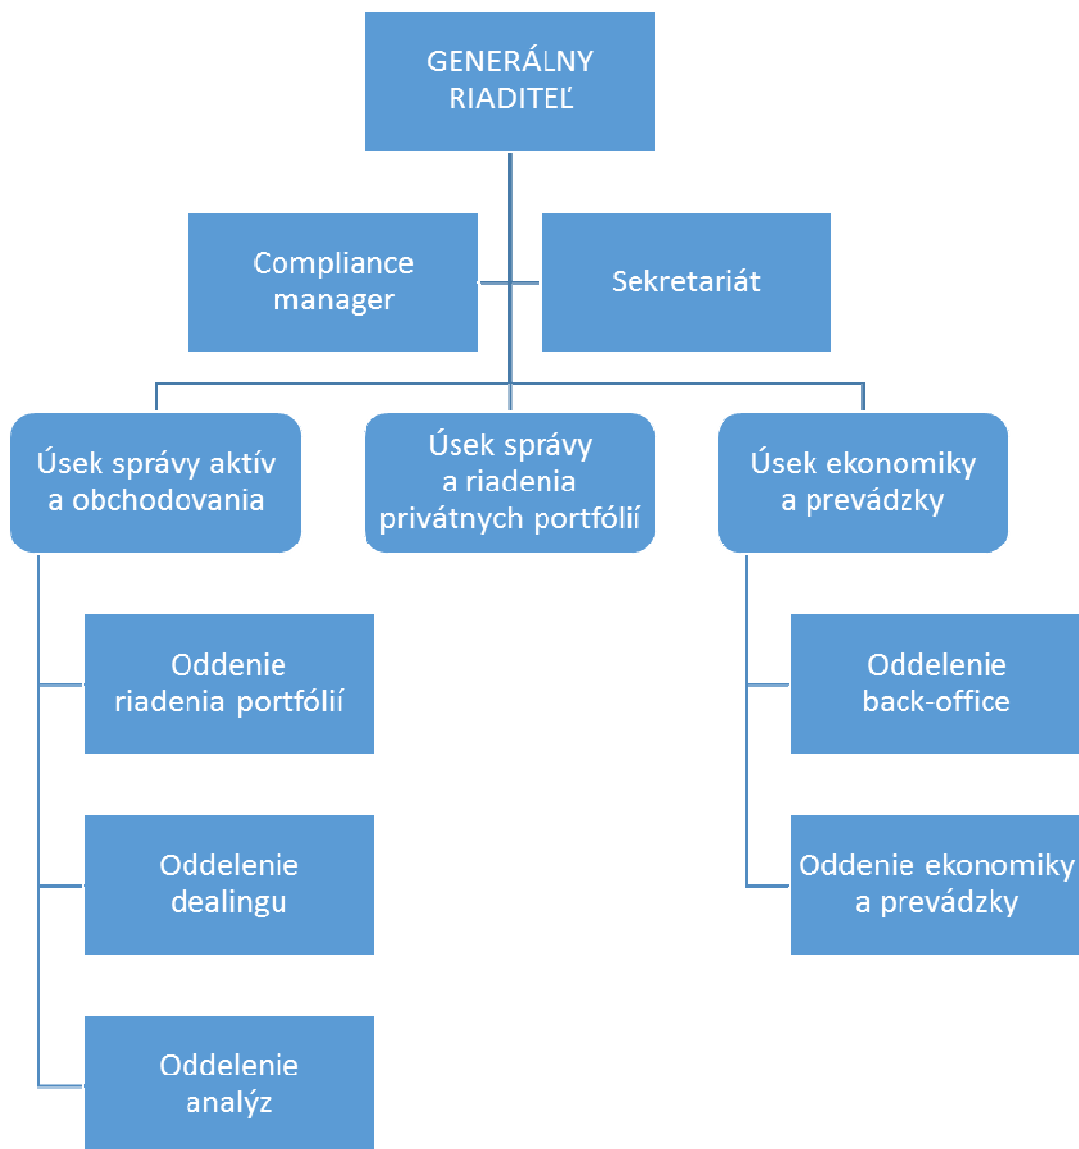 GENERÁLNY
RIADITEĽ
Compliance
manager
Sekretariát
Úsek správy aktív
a obchodovania
Úsek správy
a riadenia
privátnych portfólií
Úsek ekonomiky
a prevádzky
Oddenie
riadenia portfólií
Oddelenie
dealingu
Oddelenie
analýz
Oddelenie
back-office
Oddenie ekonomiky
a prevádzky